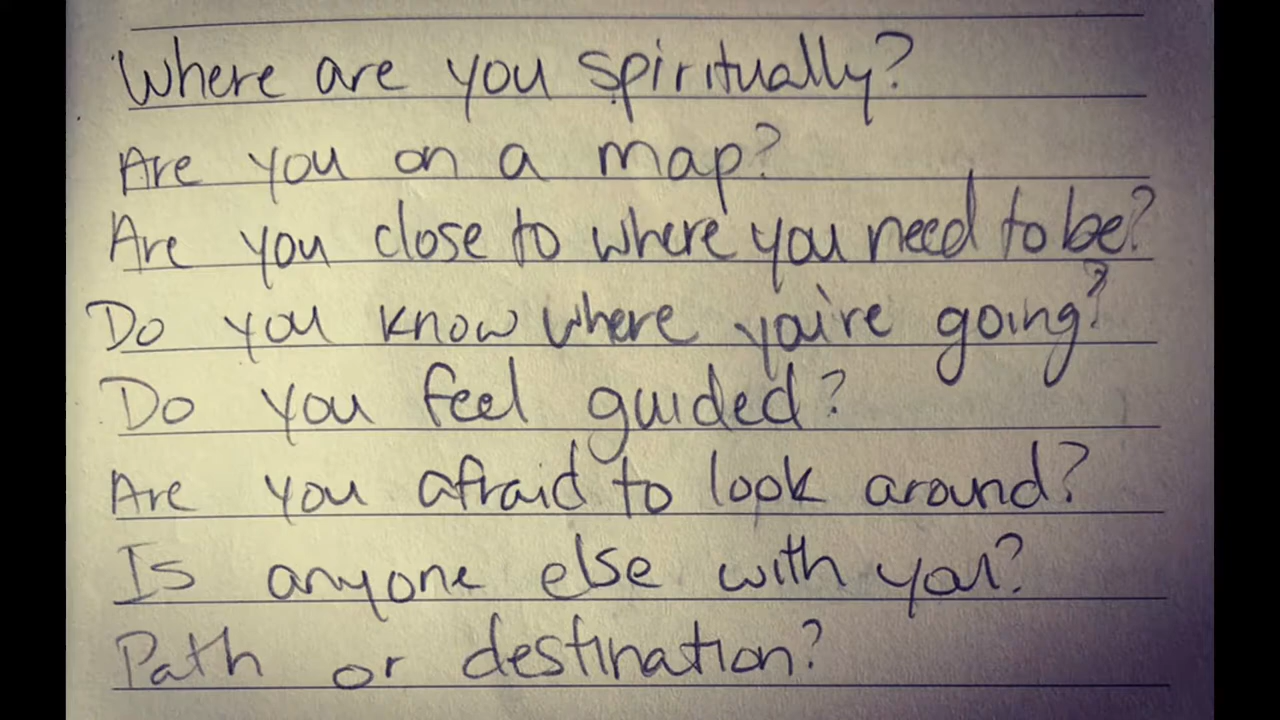 Where are you spiritually?
Are you on a map?
Are you close to where you need to be?
Do you know where you're going?
Do you feel guided?
Are you afraid to look around?
Is anyone else with you?
Path or destination?